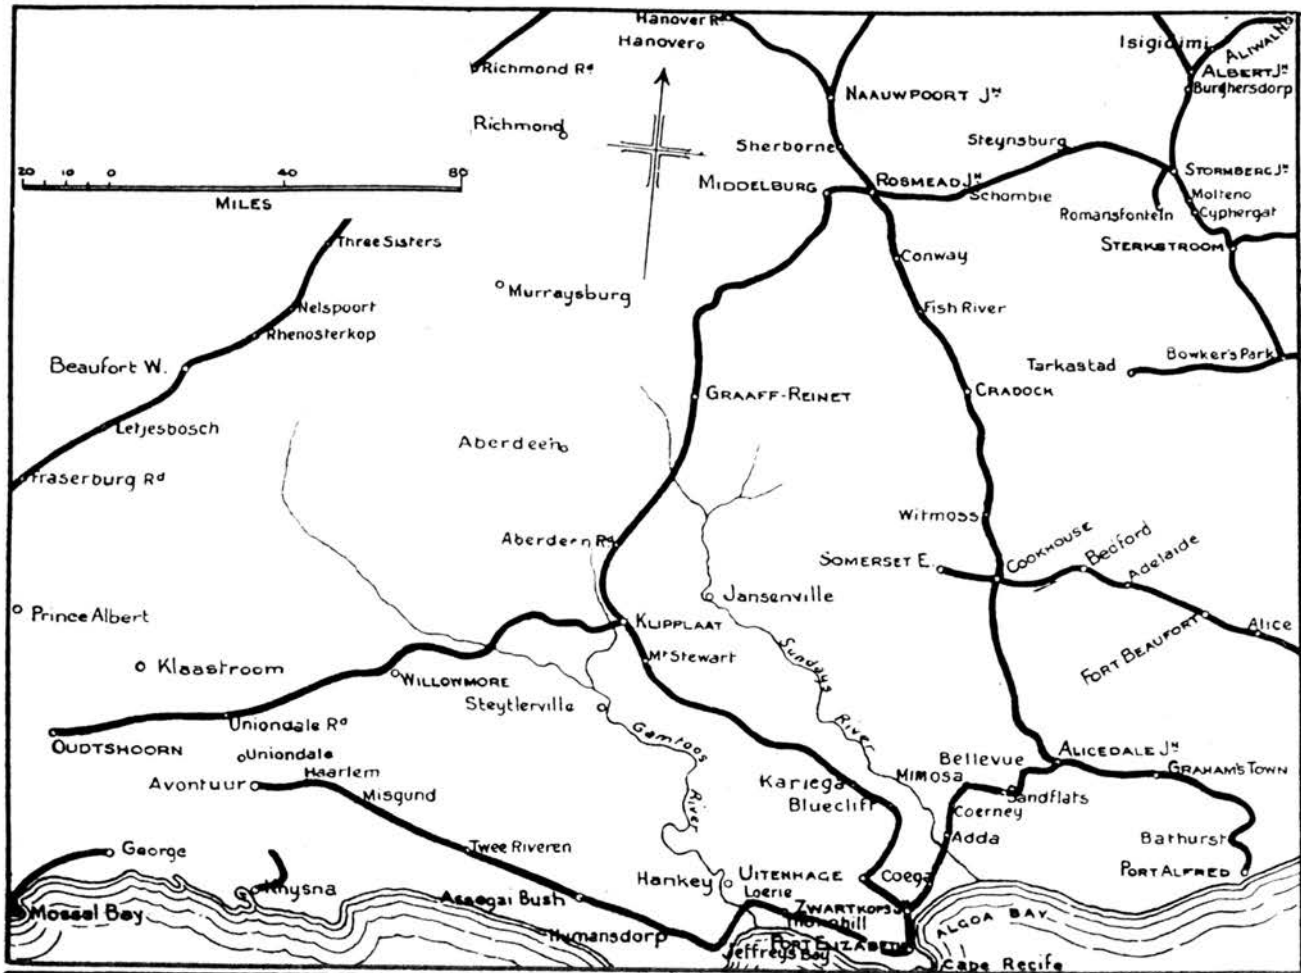 Hanover Rd
Hanover
Isigidimi
ALIWAL N.
Richmond Rd
ALBERT JN
Burghersdorp
NAAUWPOORT JN
Richmond
Sherborne
Steynsburg
STORMBERG JN
20 10 0 40 80
MILES
MIDDELBURG
ROSMEAD JN
Schombie
Molteno
Romansfontein
Cyphergat
Three Sisters
STERKSTROOM
Conway
Murraysburg
Nelspoort
Fish River
Rhenosterkop
Beaufort W.
Tarkastad
Bowker's Park
GRAAFF-REINET
CRADOCK
Letjesbosch
Aberdeen
Fraserburg Rd
Witmoss
Aberdeen Rd
SOMERSET E.
COOKHOUSE
Bedford
Adelaide
Prince Albert
Jansenville
KLIPPLAAT
FORT BEAUFORT
Alice
Klaastroom
Mt Stewart
Sundays
River
WILLOWMORE
Steytlerville
Uniondale Rd
OUDTSHOORN
Gamtoos
River
Uniondale
Bellevue
ALICEDALE JN
Avontuur
Haarlem
Misgund
Kariega
Mimosa
GRAHAM'S TOWN
Bluecliff
Sandflats
Coerney
Adda
Bathurst
George
Twee Riveren
Hankey
UITENHAGE
Loerie
Coega
PORT ALFRED
Knysna
Assegai Bush
Mossel Bay
ZWARTKOPS JN
Thornhill
ALGOA BAY
Humansdorp
Jeffreys Bay
PORT ELIZABETH
Cape Recife